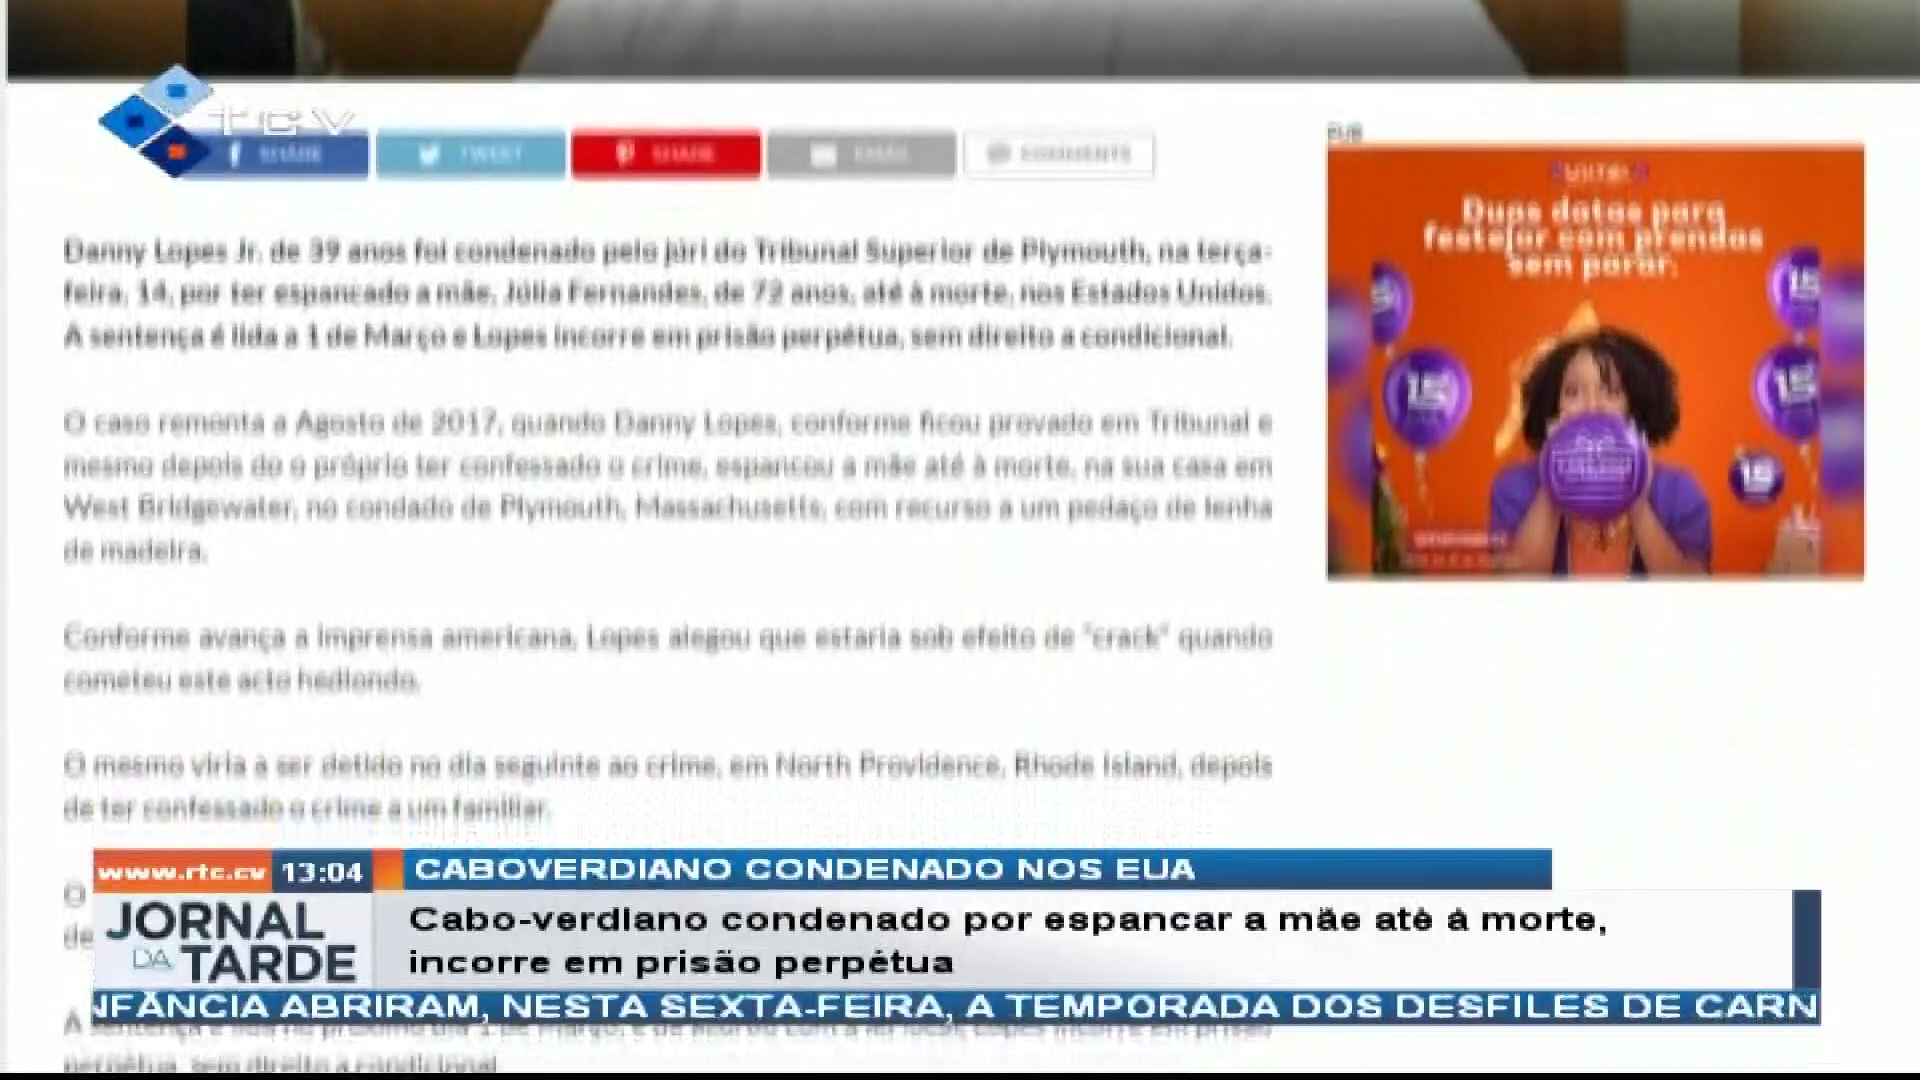 tcv
SHARE
TWEET
SHARE
EMAIL
COMMENTS
EUA
Duas datas para
festejar com prendas
sem parar.
Danny Lopes Jr. de 39 anos foi condenado pelo júri do Tribunal Superior de Plymouth, na terça-
feira, 14, por ter espancado a mãe, Júlia Fernandes, de 72 anos, até à morte, nos Estados Unidos.
A sentença é lida a 1 de Março e Lopes incorre em prisão perpétua, sem direito a condicional.
O caso remonta a Agosto de 2017, quando Danny Lopes, conforme ficou provado em Tribunal e
mesmo depois do o próprio ter confessado o crime, espancou a mãe até à morte, na sua casa em
West Bridgewater, no condado de Plymouth, Massachusetts, com recurso a um pedaço de lenha
de madeira.
Conforme avança a imprensa americana, Lopes alegou que estaria sob efeito de "crack" quando
cometeu este acto hediondo.
O mesmo viria a ser detido no dia seguinte ao crime, em North Providence, Rhode Island, depois
de ter confessado o crime a um familiar.
O
de
www.rtc.cv 13:04 CABOVERDIANO CONDENADO NOS EUA
JORNAL DA TARDE
Cabo-verdiano condenado por espancar a mãe até à morte,
incorre em prisão perpétua
NFÂNCIA ABRIRAM, NESTA SEXTA-FEIRA, A TEMPORADA DOS DESFILES DE CARN
perpétua, sem direito a condicional